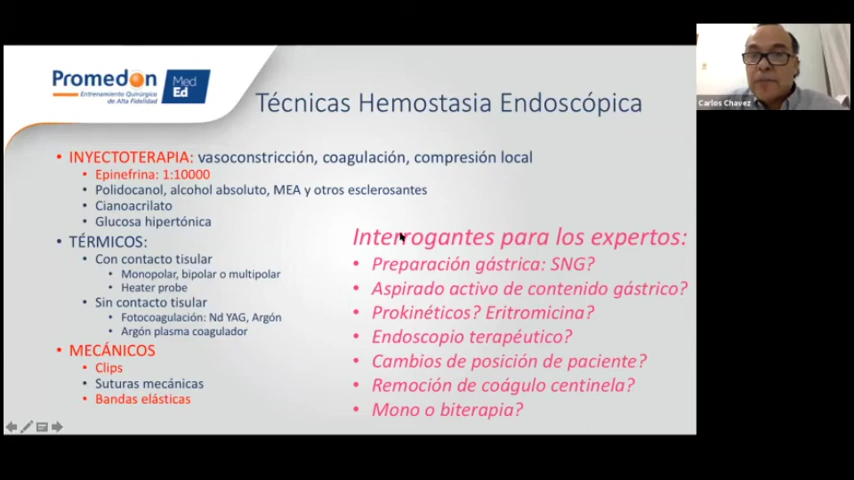 Promedon
Entrenamiento Quirúrgico
de Alta Fidelidad
Med
Ed
Técnicas Hemostasia Endoscópica
Carlos Chavez
• INYECTOTERAPIA: vasoconstricción, coagulación, compresión local
• Epinefrina: 1:10000
• Polidocanol, alcohol absoluto, MEA y otros esclerosantes
• Cianoacrilato
• Glucosa hipertónica
• TÉRMICOS:
• Con contacto tisular
• Monopolar, bipolar o multipolar
• Heater probe
• Sin contacto tisular
• Fotocoagulación: Nd YAG, Argón
• Argón plasma coagulador
• MECÁNICOS
• Clips
• Suturas mecánicas
• Bandas elásticas
Interrogantes para los expertos:
• Preparación gástrica: SNG?
• Aspirado activo de contenido gástrico?
• Prokinéticos? Eritromicina?
• Endoscopio terapéutico?
• Cambios de posición de paciente?
• Remoción de coágulo centinela?
• Mono o biterapia?